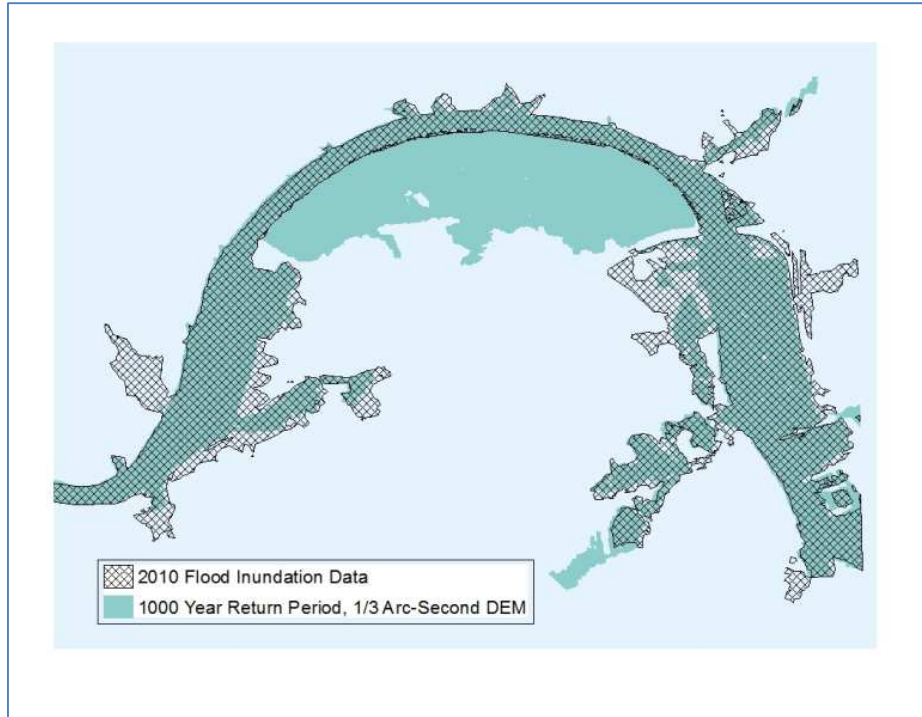 2010 Flood Inundation Data
1000 Year Return Period, 1/3 Arc-Second DEM